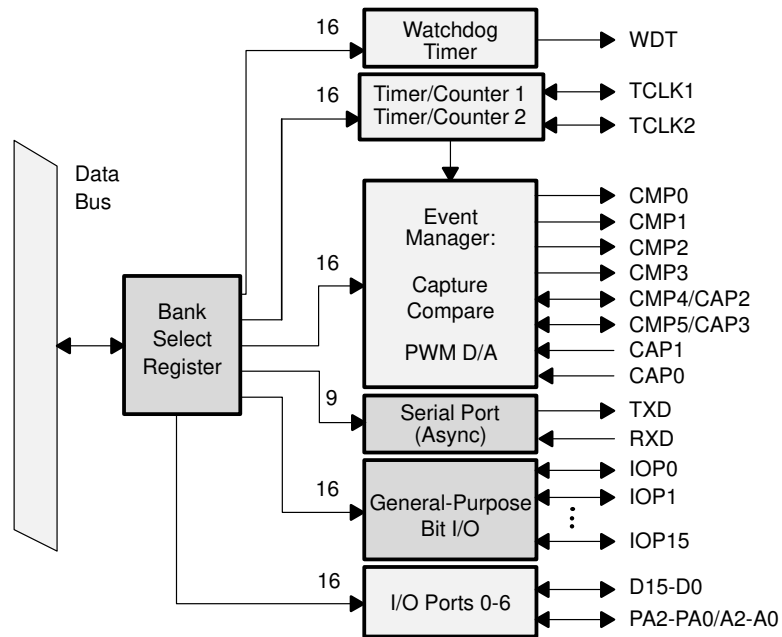 16
Watchdog
Timer
WDT
16
Timer/Counter 1
Timer/Counter 2
TCLK1
TCLK2
Data
Bus
16
Event
Manager:
Capture
Compare
PWM D/A
CMP0
CMP1
CMP2
CMP3
CMP4/CAP2
CMP5/CAP3
CAP1
CAP0
Bank
Select
Register
9
Serial Port
(Async)
TXD
RXD
16
General-Purpose
Bit I/O
IOP0
IOP1
IOP15
16
I/O Ports 0-6
D15-D0
PA2-PA0/A2-A0